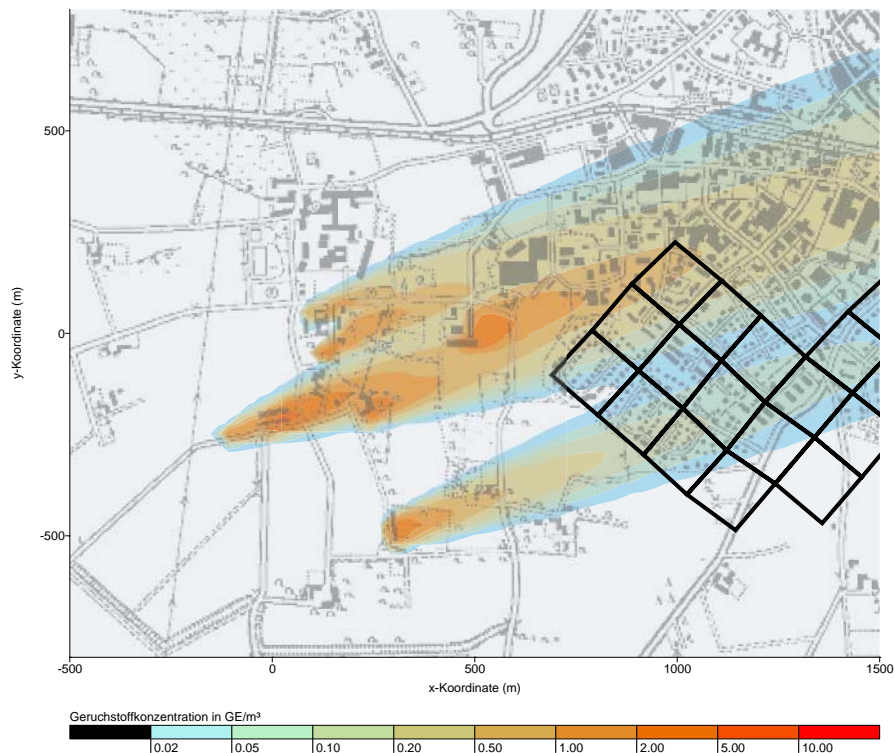 500
0
-500
y-Koordinate (m)
-500 0 500 1000 1500
x-Koordinate (m)
Geruchstoffkonzentration in GE/m³
0.02 0.05 0.10 0.20 0.50 1.00 2.00 5.00 10.00